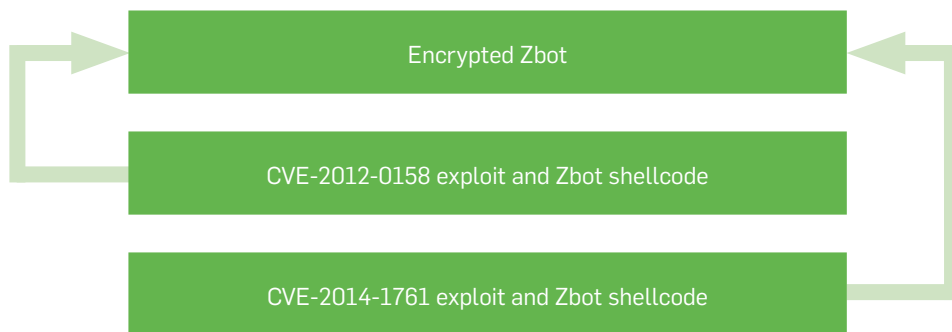 Encrypted Zbot
CVE-2012-0158 exploit and Zbot shellcode
CVE-2014-1761 exploit and Zbot shellcode